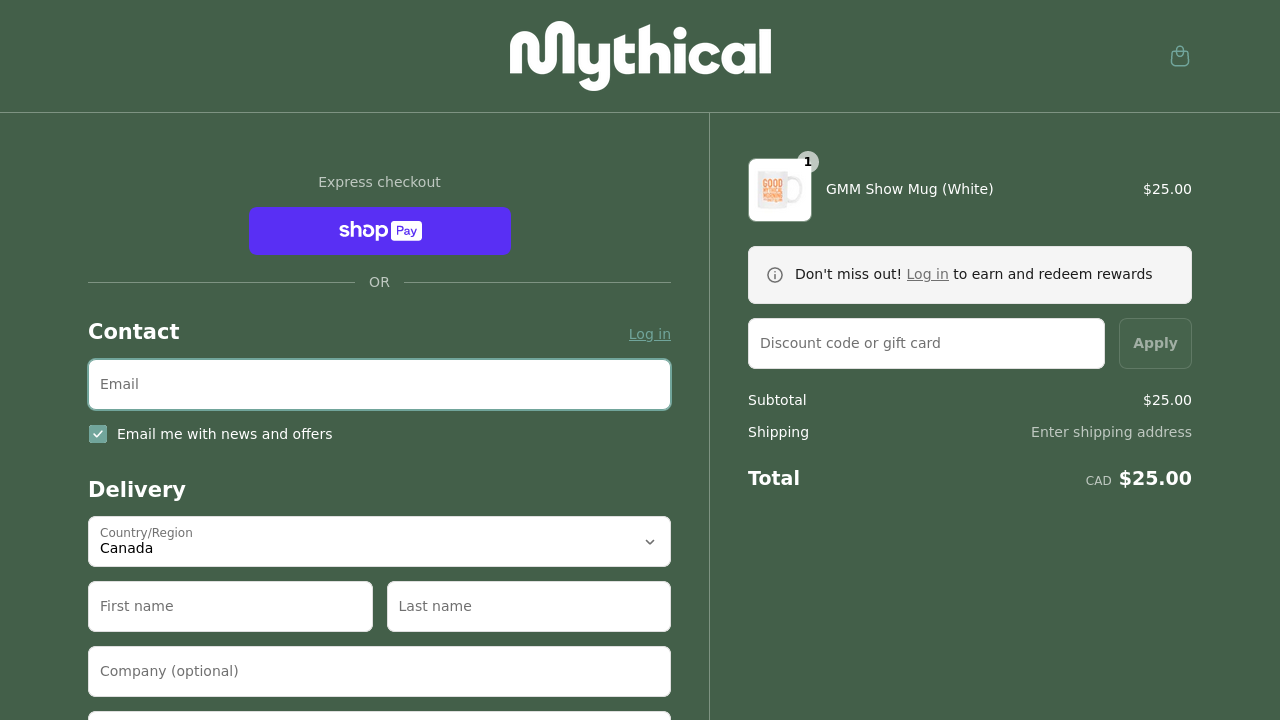 Mythical
Express checkout
shop Pay
OR
Contact
Log in
Email
Email me with news and offers
Delivery
Country/Region
Canada
First name
Last name
Company (optional)
1
GOOD
MYTHICAL
MORNING
GMM Show Mug (White)
$25.00
Don't miss out! Log in to earn and redeem rewards
Discount code or gift card
Apply
Subtotal
$25.00
Shipping
Enter shipping address
Total
CAD $25.00